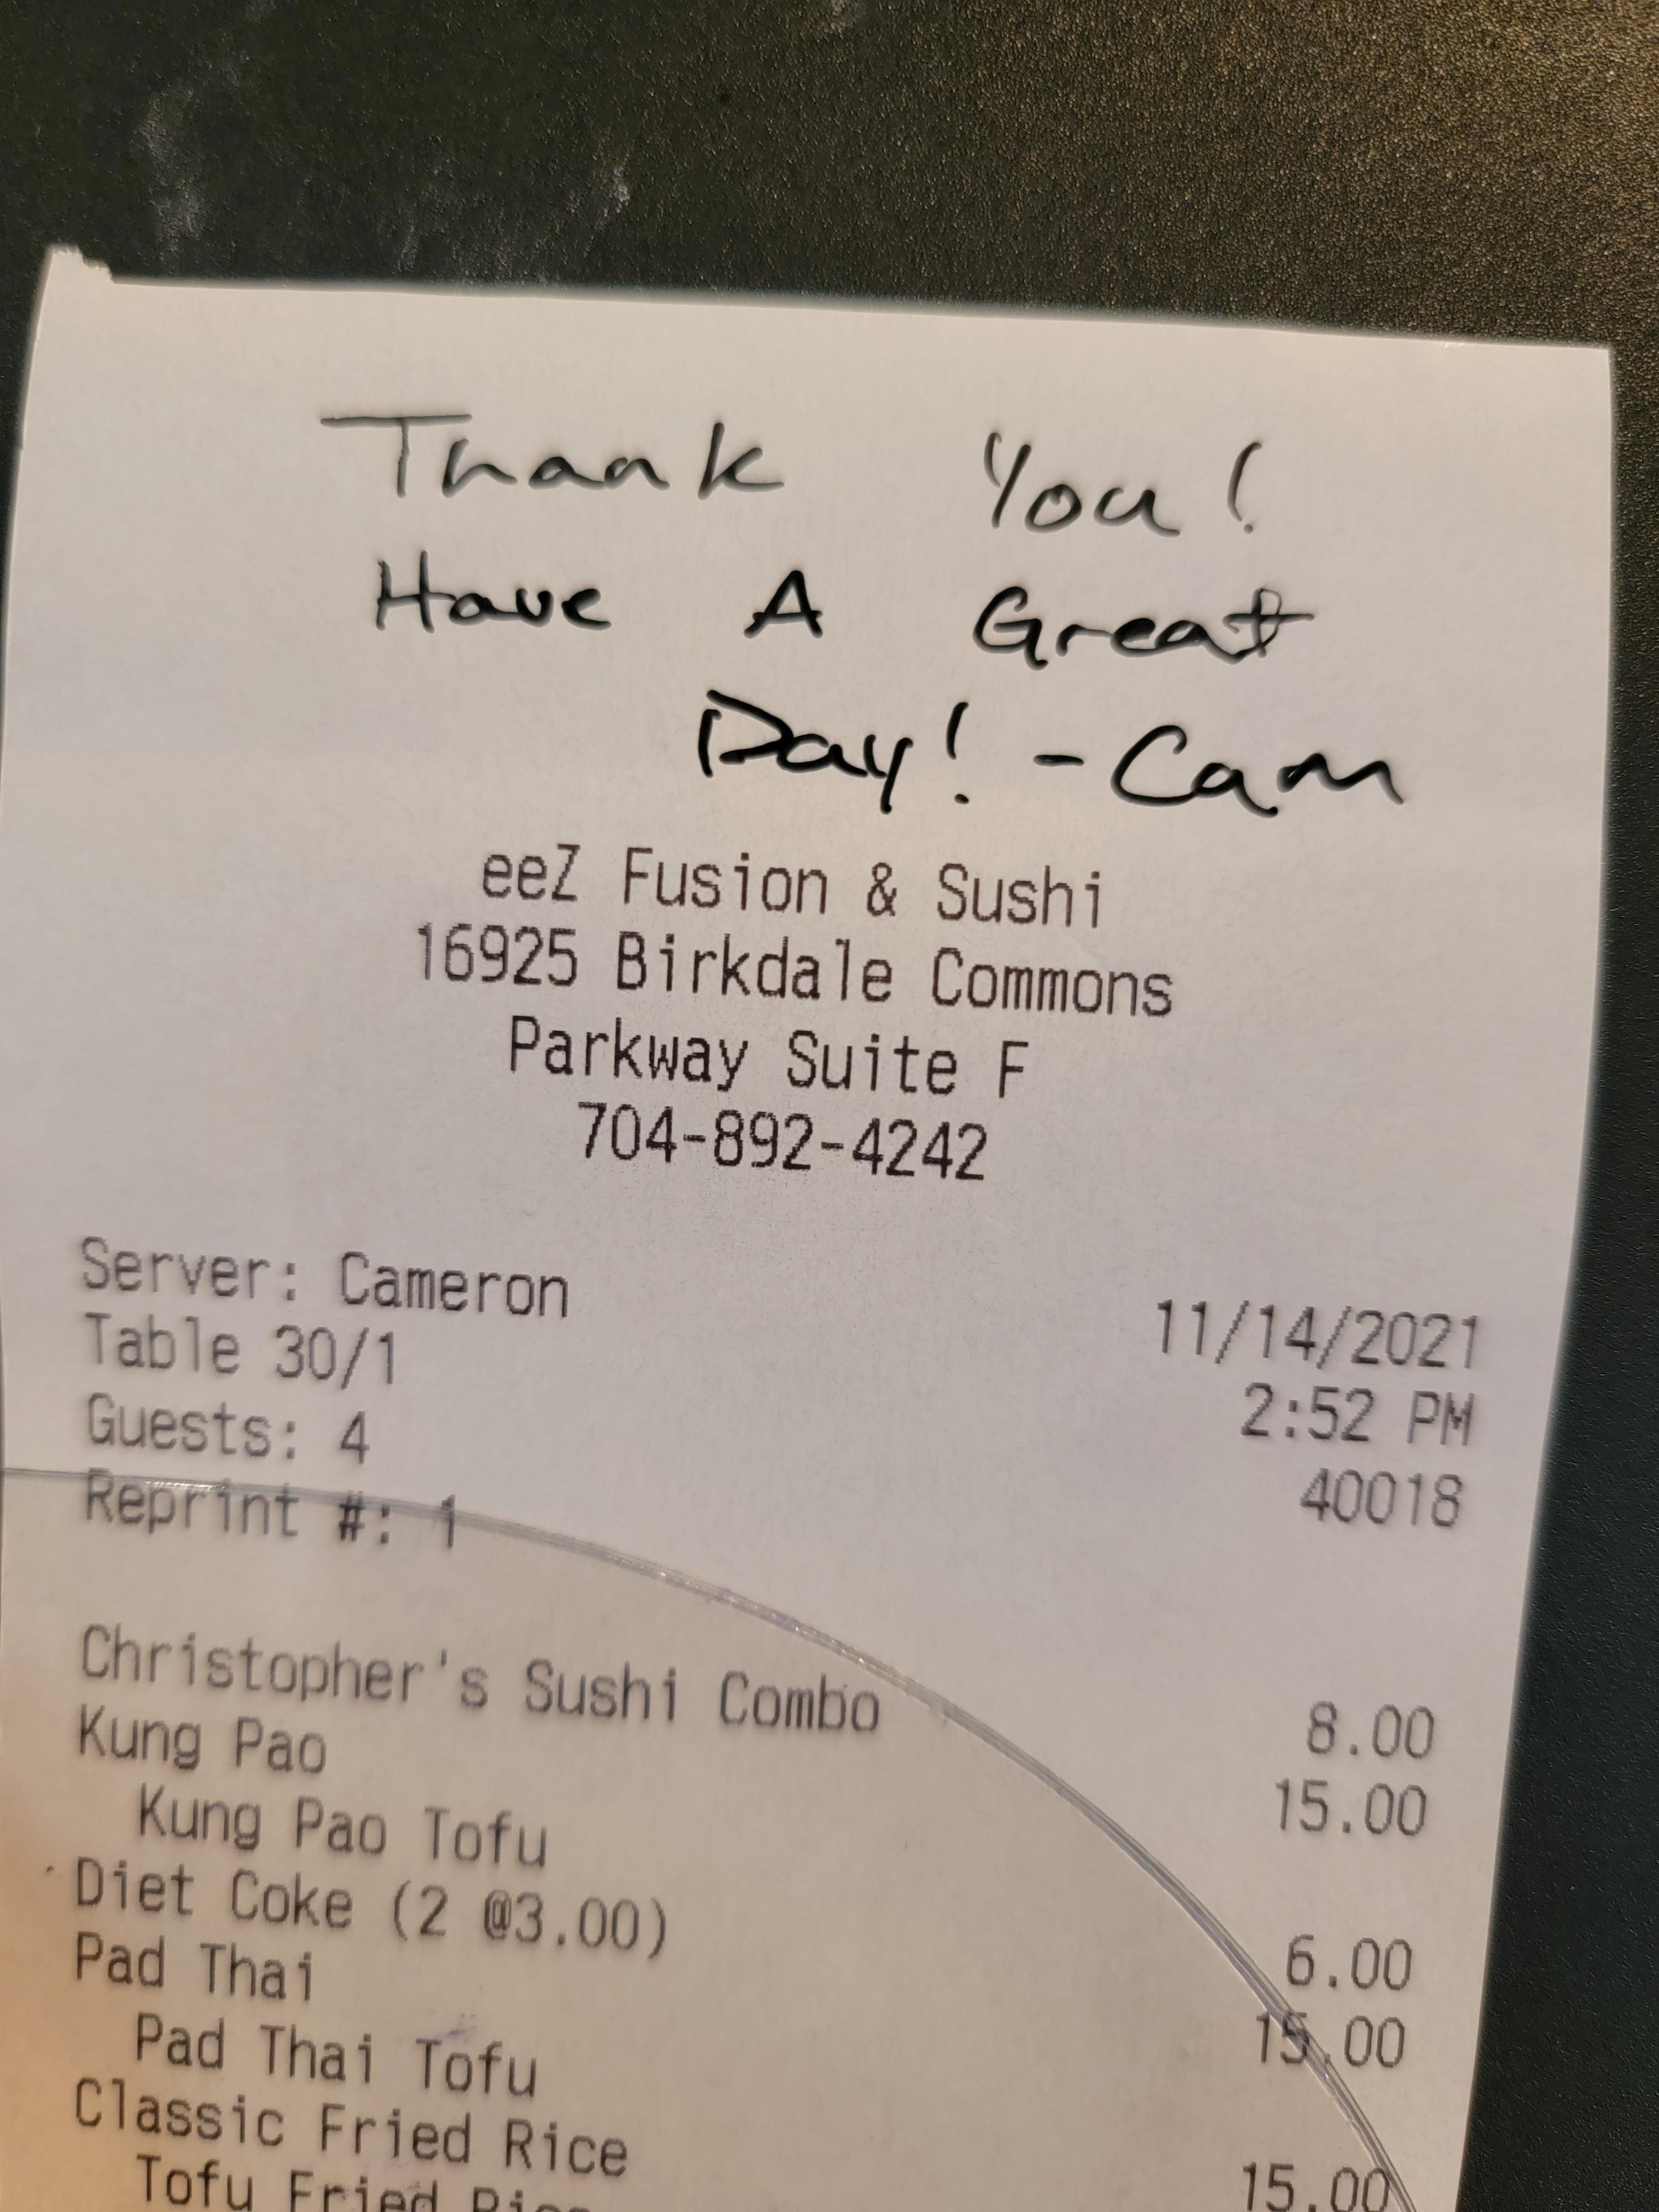 Thank You!
Have A Great
Day! - Cam
eeZ Fusion & Sushi
16925 Birkdale Commons
Parkway Suite F
704-892-4242
Server: Cameron 11/14/2021
Table 30/1 2:52 PM
Guests: 4 40018
Reprint #: 1
Christopher's Sushi Combo 8.00
Kung Pao 15.00
Kung Pao Tofu
Diet Coke (2 @3.00) 6.00
Pad Thai 15.00
Pad Thai Tofu
Classic Fried Rice 15.00
Tofu Fried Rice